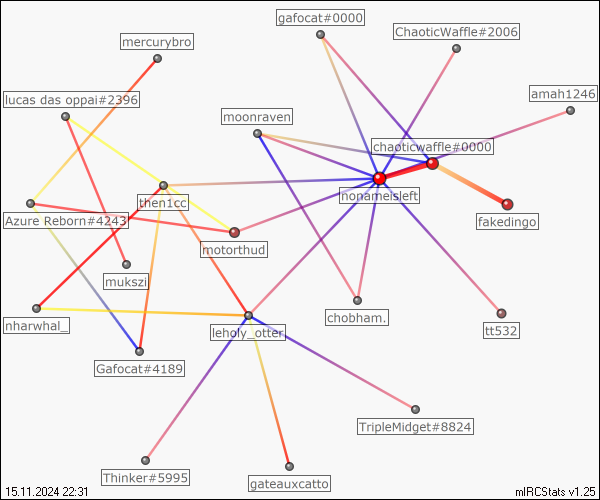 gafocat#0000
ChaoticWaffle#2006
mercurybro
amah1246
lucas das oppai#2396
moonraven
chaoticwaffle#0000
nonameisleft
then1cc
Azure Reborn#4243
fakedingo
motorthud
mukszi
chobham.
nharwhal_
leholy_otter
tt532
Gafocat#4189
TripleMidget#8824
Thinker#5995
gateauxcatto
15.11.2024 22:31
mIRCStats v1.25